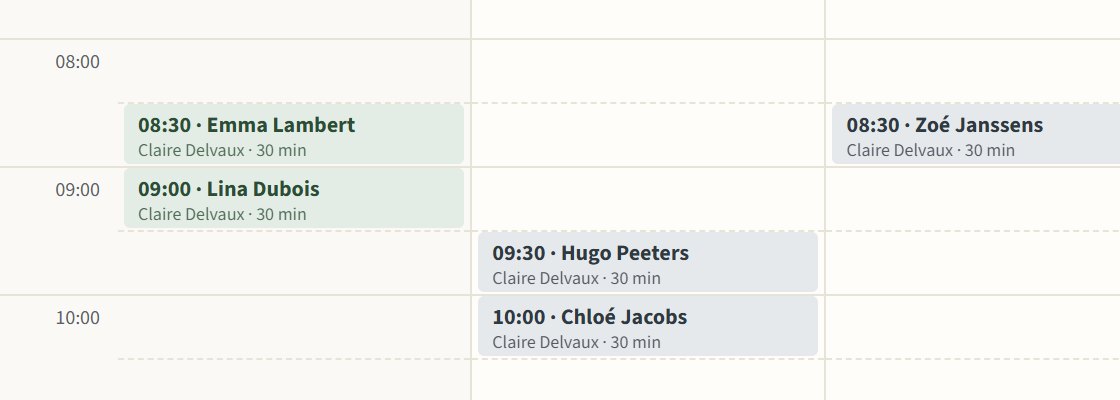 08:00
08:30 · Emma Lambert
Claire Delvaux · 30 min
08:30 · Zoé Janssens
Claire Delvaux · 30 min
09:00
09:00 · Lina Dubois
Claire Delvaux · 30 min
09:30 · Hugo Peeters
Claire Delvaux · 30 min
10:00
10:00 · Chloé Jacobs
Claire Delvaux · 30 min